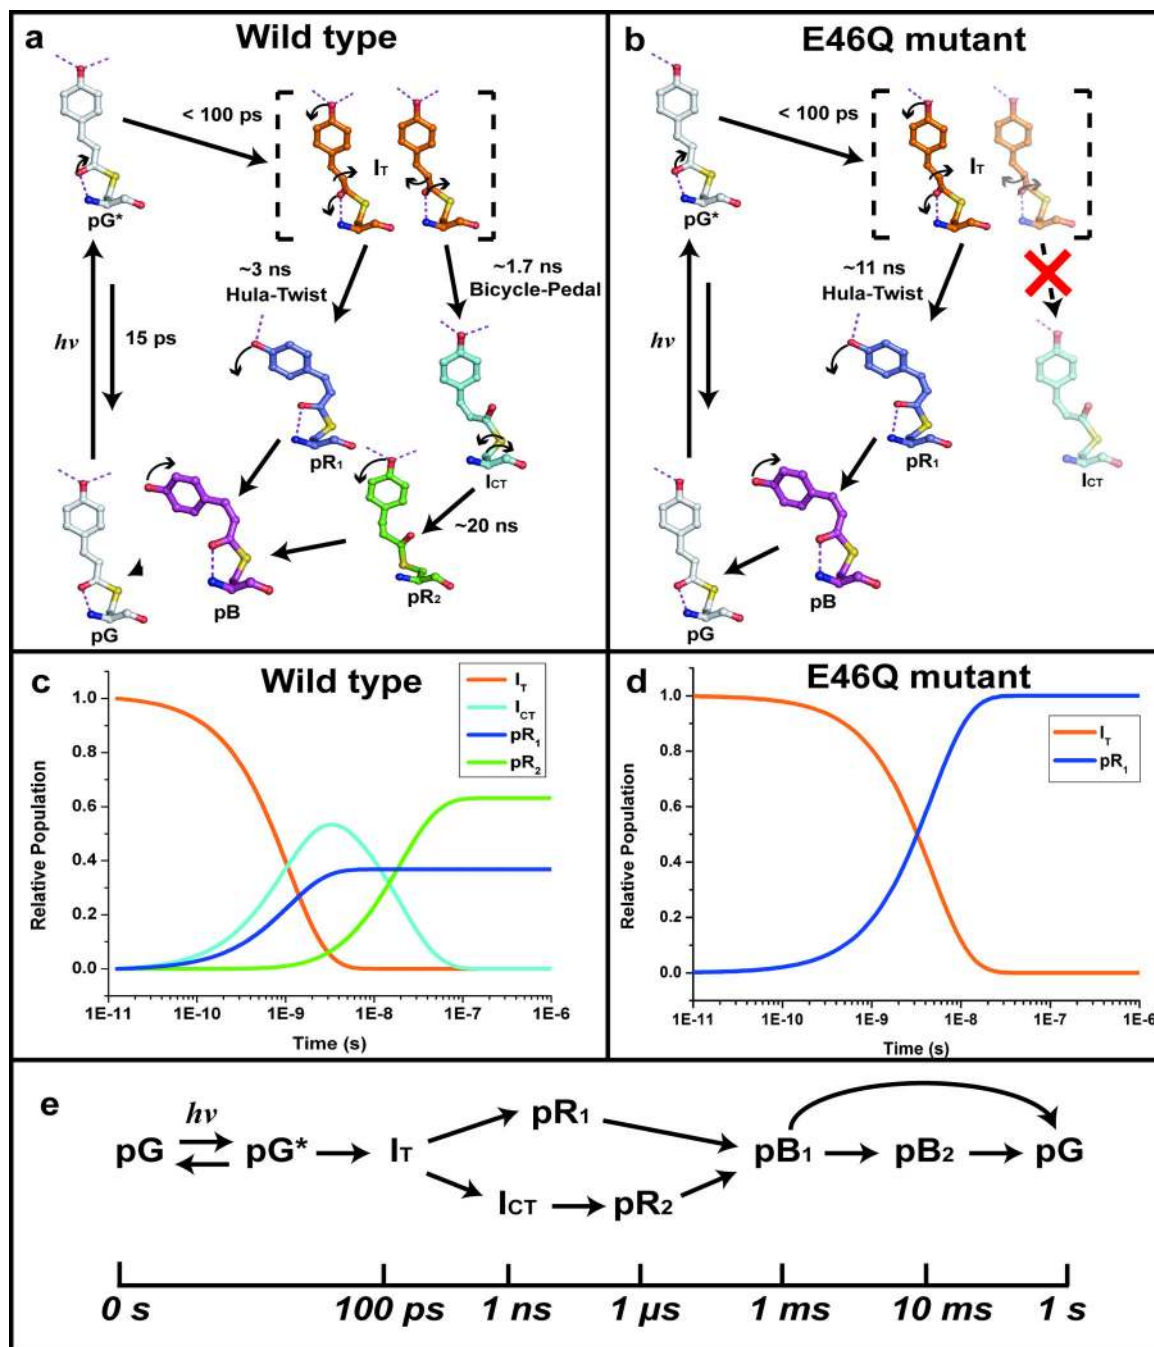 a
Wild type
< 100 ps
IT
pG*
~3 ns
Hula-Twist
~1.7 ns
Bicycle-Pedal
hν
15 ps
pR1
ICT
~20 ns
pG
pB
pR2
b
E46Q mutant
< 100 ps
IT
pG*
~11 ns
Hula-Twist
hν
pR1
ICT
pB
pG
c
Wild type
IT
ICT
pR1
pR2
1.0
0.8
0.6
0.4
0.2
0.0
Relative Population
1E-11 1E-10 1E-9 1E-8 1E-7 1E-6
Time (s)
d
E46Q mutant
IT
pR1
1.0
0.8
0.6
0.4
0.2
0.0
Relative Population
1E-11 1E-10 1E-9 1E-8 1E-7 1E-6
Time (s)
e
hν
pR1
pG pG* IT pB1 pB2 pG
ICT pR2
0 s 100 ps 1 ns 1 µs 1 ms 10 ms 1 s